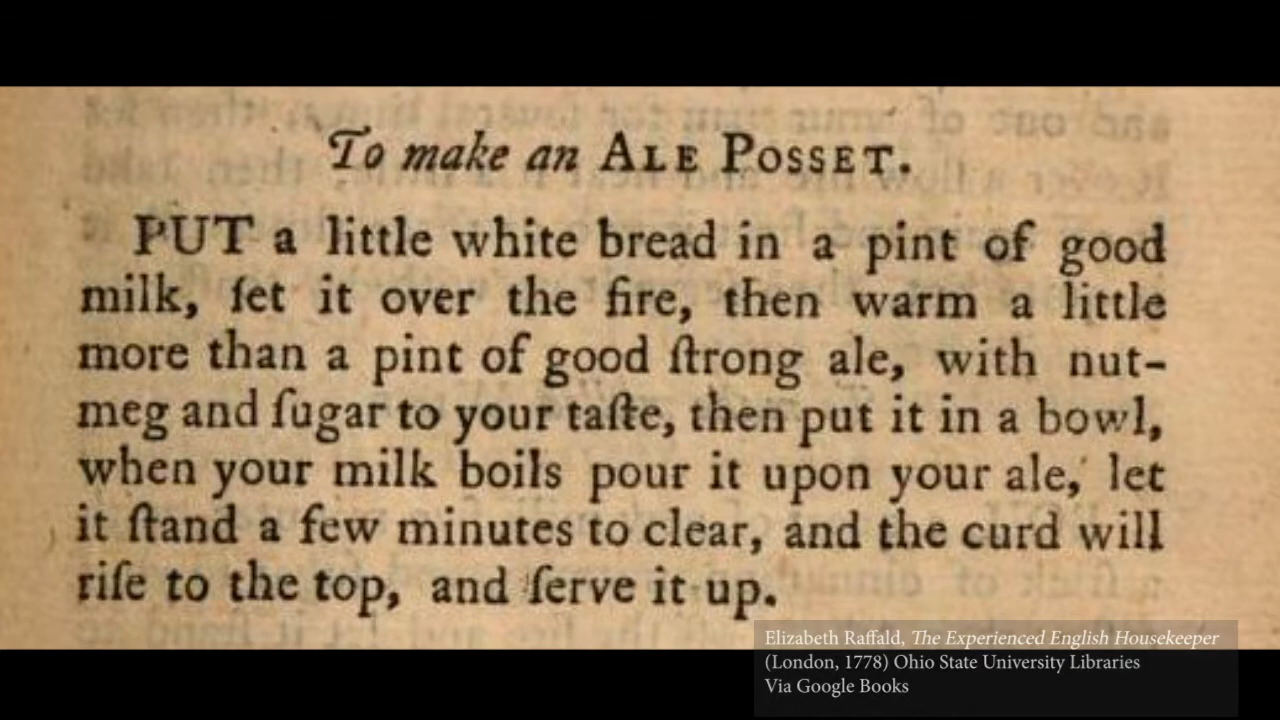 To make an ALE POSSET.
PUT a little white bread in a pint of good
milk, ſet it over the fire, then warm a little
more than a pint of good ſtrong ale, with nut-
meg and ſugar to your taſte, then put it in a bowl,
when your milk boils pour it upon your ale, let
it ſtand a few minutes to clear, and the curd will
riſe to the top, and ſerve it up.
Elizabeth Raffald, The Experienced English Housekeeper
(London, 1778) Ohio State University Libraries
Via Google Books